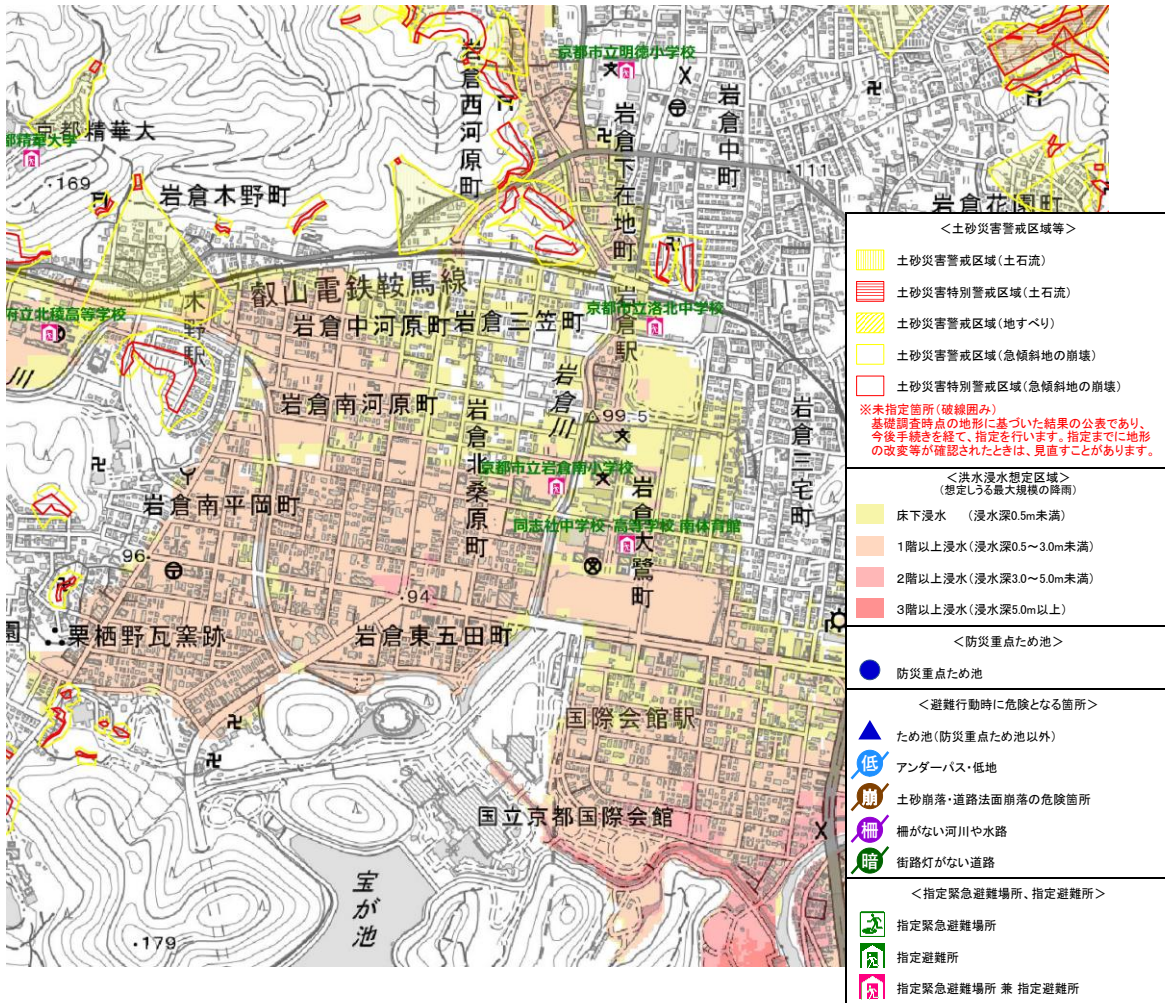 京都市立明徳小学校
岩倉西河原町
岩倉中町
岩倉下在地町
京都精華大
都精華大学
・169
岩倉木野町
・111
岩倉花園町
叡山電鉄鞍馬線
木野駅
府立北稜高等学校
岩倉中河原町
岩倉三笠町
京都市立洛北中学校
岩倉駅
川
岩倉南河原町
岩倉北桑原町
岩倉川
△99.5
岩倉三宅町
京都市立岩倉南小学校
岩倉南平岡町
岩倉大鷺町
同志社中学校・高等学校 南体育館
96・
・94
園
栗栖野瓦窯跡
岩倉東五田町
国際会館駅
国立京都国際会館
宝が池
・179
<土砂災害警戒区域等>
土砂災害警戒区域(土石流)
土砂災害特別警戒区域(土石流)
土砂災害警戒区域(地すべり)
土砂災害警戒区域(急傾斜地の崩壊)
土砂災害特別警戒区域(急傾斜地の崩壊)
※未指定箇所(破線囲み)
基礎調査時点の地形に基づいた結果の公表であり、
今後手続きを経て、指定を行います。指定までに地形
の改変等が確認されたときは、見直すことがあります。
<洪水浸水想定区域>
(想定しうる最大規模の降雨)
床下浸水 (浸水深0.5m未満)
1階以上浸水(浸水深0.5~3.0m未満)
2階以上浸水(浸水深3.0~5.0m未満)
3階以上浸水(浸水深5.0m以上)
<防災重点ため池>
防災重点ため池
<避難行動時に危険となる箇所>
ため池(防災重点ため池以外)
低 アンダーパス・低地
崩 土砂崩落・道路法面崩落の危険箇所
柵 柵がない河川や水路
暗 街路灯がない道路
<指定緊急避難場所、指定避難所>
指定緊急避難場所
指定避難所
指定緊急避難場所 兼 指定避難所